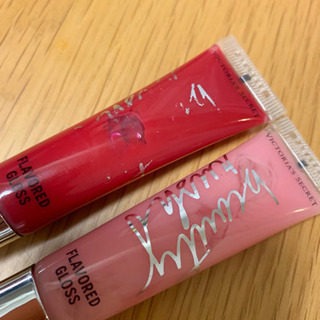 VICTORIA'S SECRET
FLAVORED
GLOSS
VICTORIA'S SECRET
beauty
rush
FLAVORED
GLOSS